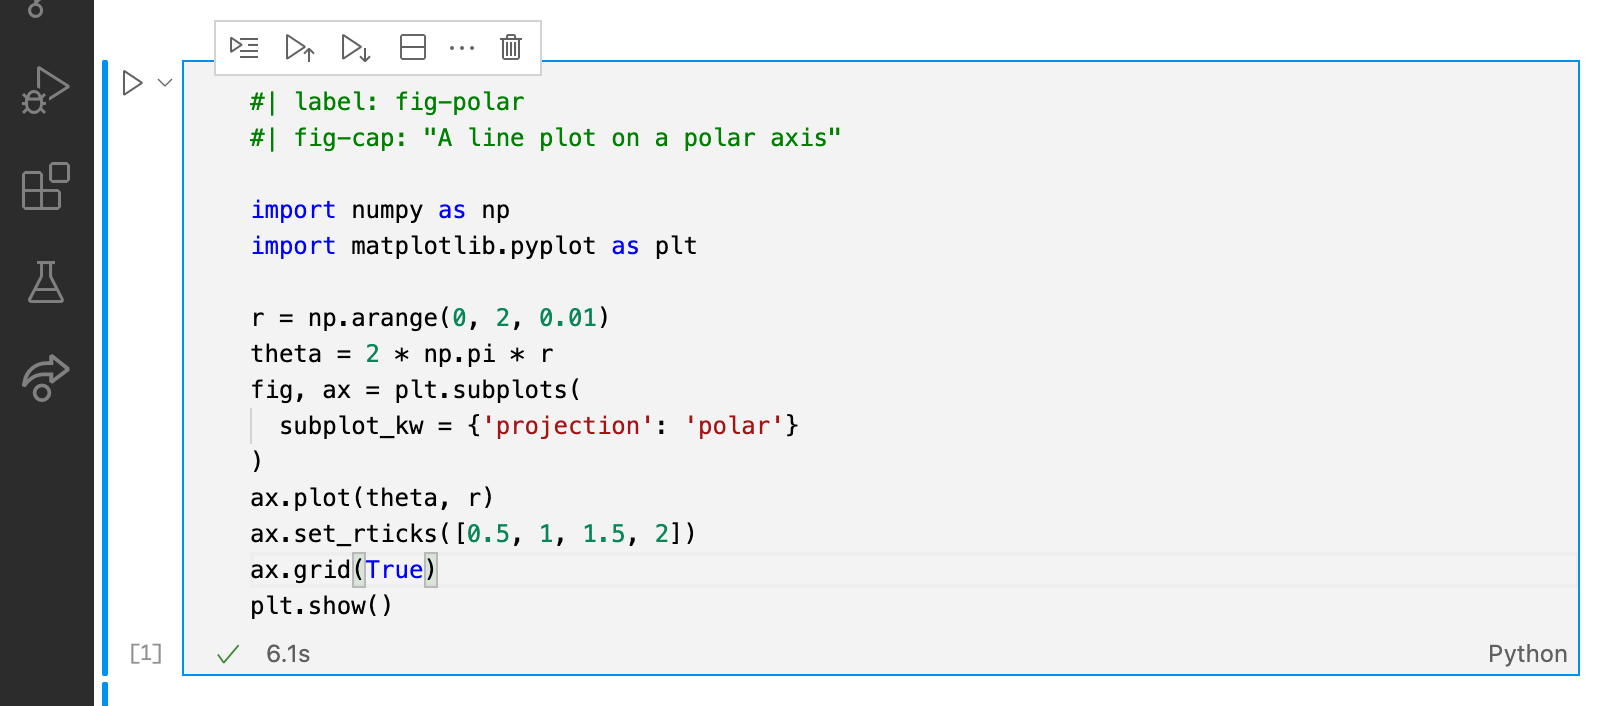 #| label: fig-polar
#| fig-cap: "A line plot on a polar axis"
import numpy as np
import matplotlib.pyplot as plt
r = np.arange(0, 2, 0.01)
theta = 2 * np.pi * r
fig, ax = plt.subplots(
  subplot_kw = {'projection': 'polar'}
)
ax.plot(theta, r)
ax.set_rticks([0.5, 1, 1.5, 2])
ax.grid(True)
plt.show()
[1] 6.1s Python